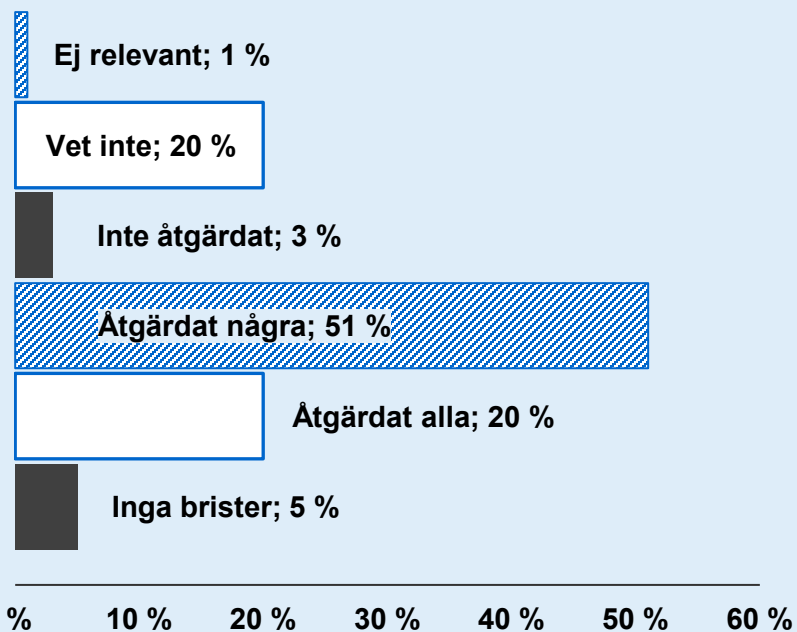 Ej relevant; 1 %
Vet inte; 20 %
Inte åtgärdat; 3 %
Åtgärdat några; 51 %
Åtgärdat alla; 20 %
Inga brister; 5 %
% 10 % 20 % 30 % 40 % 50 % 60 %